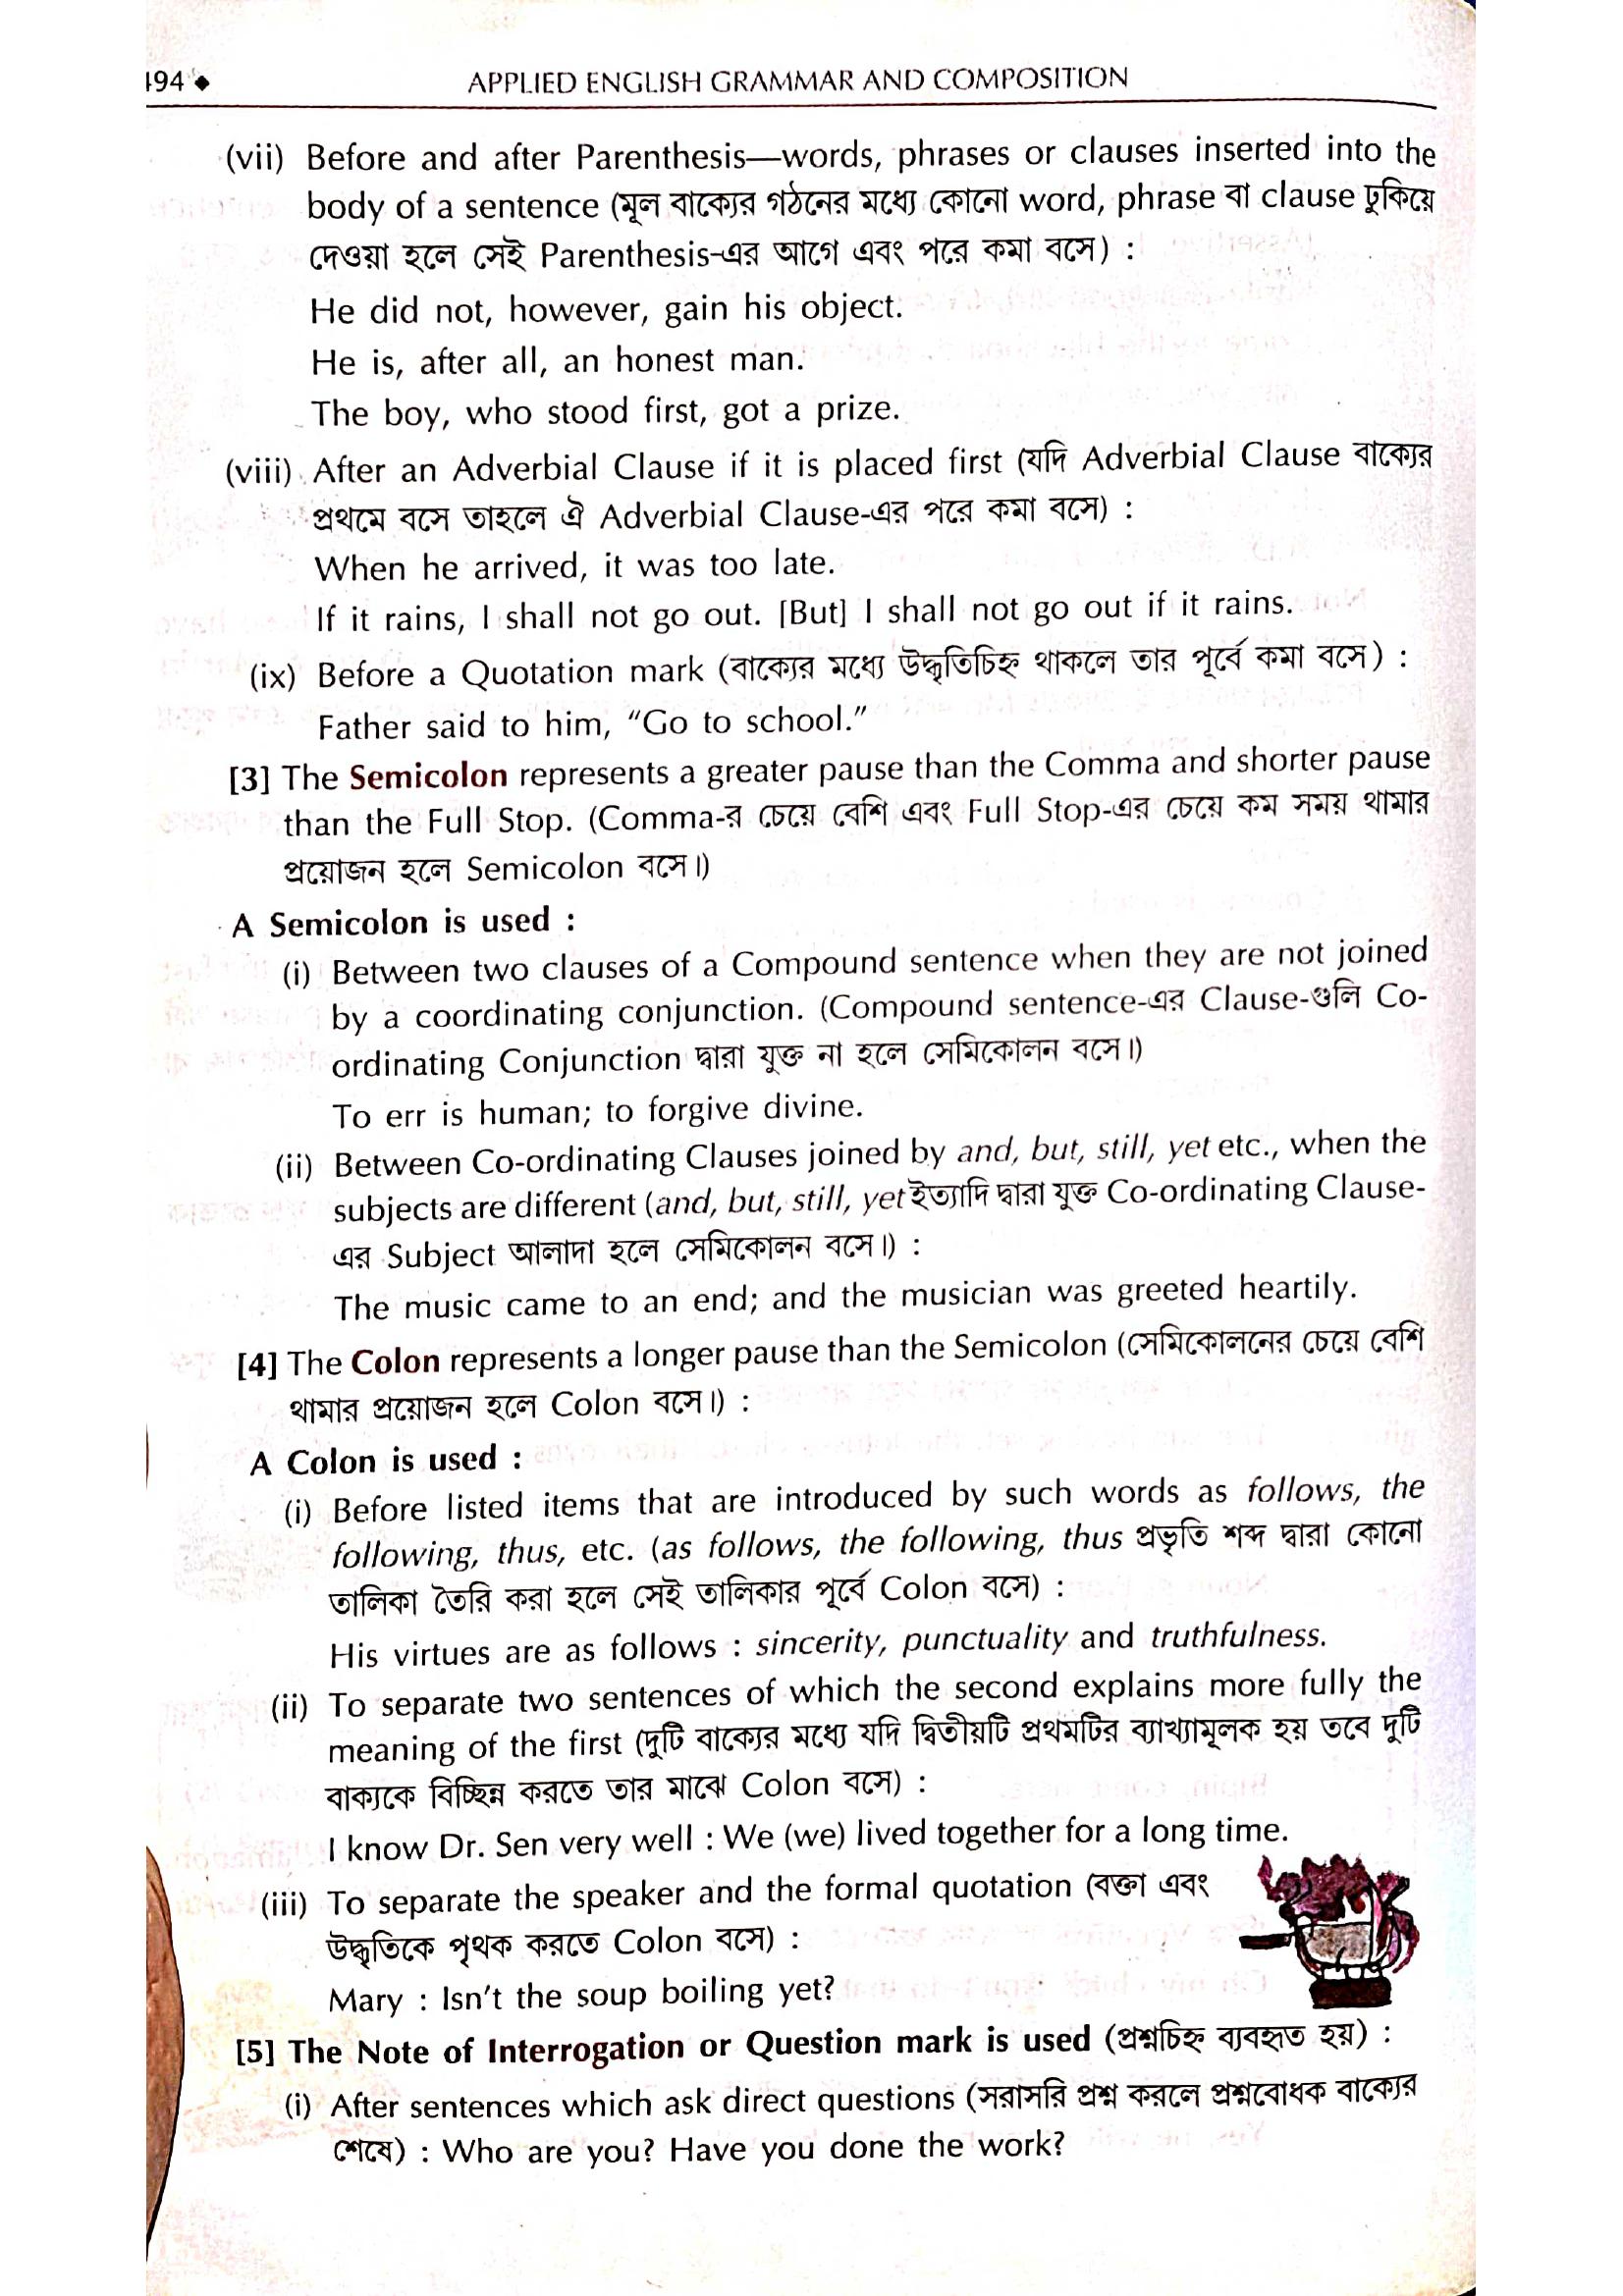 494 ◆ APPLIED ENGLISH GRAMMAR AND COMPOSITION
(vii) Before and after Parenthesis—words, phrases or clauses inserted into the
body of a sentence (মূল বাক্যের গঠনের মধ্যে কোনো word, phrase বা clause ঢুকিয়ে
দেওয়া হলে সেই Parenthesis-এর আগে এবং পরে কমা বসে) :
He did not, however, gain his object.
He is, after all, an honest man.
The boy, who stood first, got a prize.
(viii) After an Adverbial Clause if it is placed first (যদি Adverbial Clause বাক্যের
প্রথমে বসে তাহলে ঐ Adverbial Clause-এর পরে কমা বসে) :
When he arrived, it was too late.
If it rains, I shall not go out. [But] I shall not go out if it rains.
(ix) Before a Quotation mark (বাক্যের মধ্যে উদ্ধৃতিচিহ্ন থাকলে তার পূর্বে কমা বসে) :
Father said to him, “Go to school.”
[3] The Semicolon represents a greater pause than the Comma and shorter pause
than the Full Stop. (Comma-র চেয়ে বেশি এবং Full Stop-এর চেয়ে কম সময় থামার
প্রয়োজন হলে Semicolon বসে।)
A Semicolon is used :
(i) Between two clauses of a Compound sentence when they are not joined
by a coordinating conjunction. (Compound sentence-এর Clause-গুলি Co-
ordinating Conjunction দ্বারা যুক্ত না হলে সেমিকোলন বসে।)
To err is human; to forgive divine.
(ii) Between Co-ordinating Clauses joined by and, but, still, yet etc., when the
subjects are different (and, but, still, yet ইত্যাদি দ্বারা যুক্ত Co-ordinating Clause-
এর Subject আলাদা হলে সেমিকোলন বসে।) :
The music came to an end; and the musician was greeted heartily.
[4] The Colon represents a longer pause than the Semicolon (সেমিকোলনের চেয়ে বেশি
থামার প্রয়োজন হলে Colon বসে।) :
A Colon is used :
(i) Before listed items that are introduced by such words as follows, the
following, thus, etc. (as follows, the following, thus প্রভৃতি শব্দ দ্বারা কোনো
তালিকা তৈরি করা হলে সেই তালিকার পূর্বে Colon বসে) :
His virtues are as follows : sincerity, punctuality and truthfulness.
(ii) To separate two sentences of which the second explains more fully the
meaning of the first (দুটি বাক্যের মধ্যে যদি দ্বিতীয়টি প্রথমটির ব্যাখ্যামূলক হয় তবে দুটি
বাক্যকে বিচ্ছিন্ন করতে তার মাঝে Colon বসে) :
I know Dr. Sen very well : We (we) lived together for a long time.
(iii) To separate the speaker and the formal quotation (বক্তা এবং
উদ্ধৃতিকে পৃথক করতে Colon বসে) :
Mary : Isn’t the soup boiling yet?
[5] The Note of Interrogation or Question mark is used (প্রশ্নচিহ্ন ব্যবহৃত হয়) :
(i) After sentences which ask direct questions (সরাসরি প্রশ্ন করলে প্রশ্নবোধক বাক্যের
শেষে) : Who are you? Have you done the work?